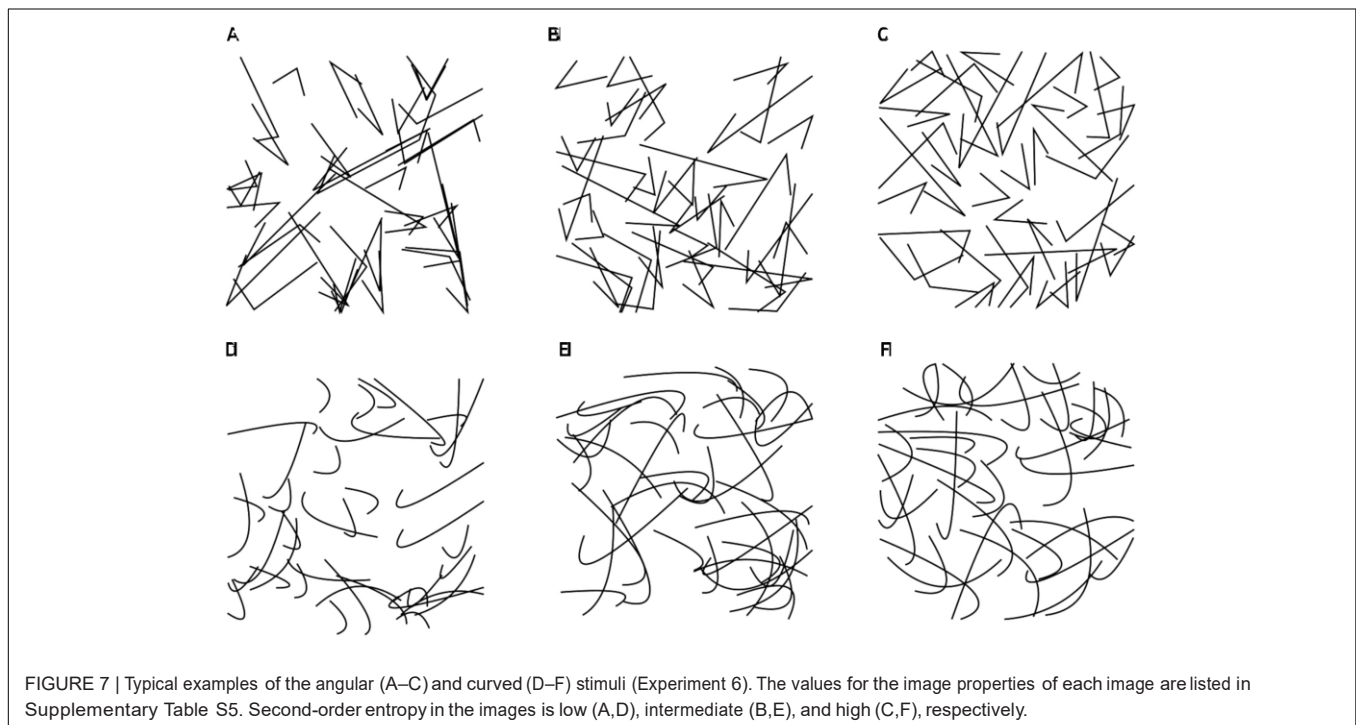 A B C
D E F
FIGURE 7 | Typical examples of the angular (A–C) and curved (D–F) stimuli (Experiment 6). The values for the image properties of each image are listed in
Supplementary Table S5. Second-order entropy in the images is low (A,D), intermediate (B,E), and high (C,F), respectively.